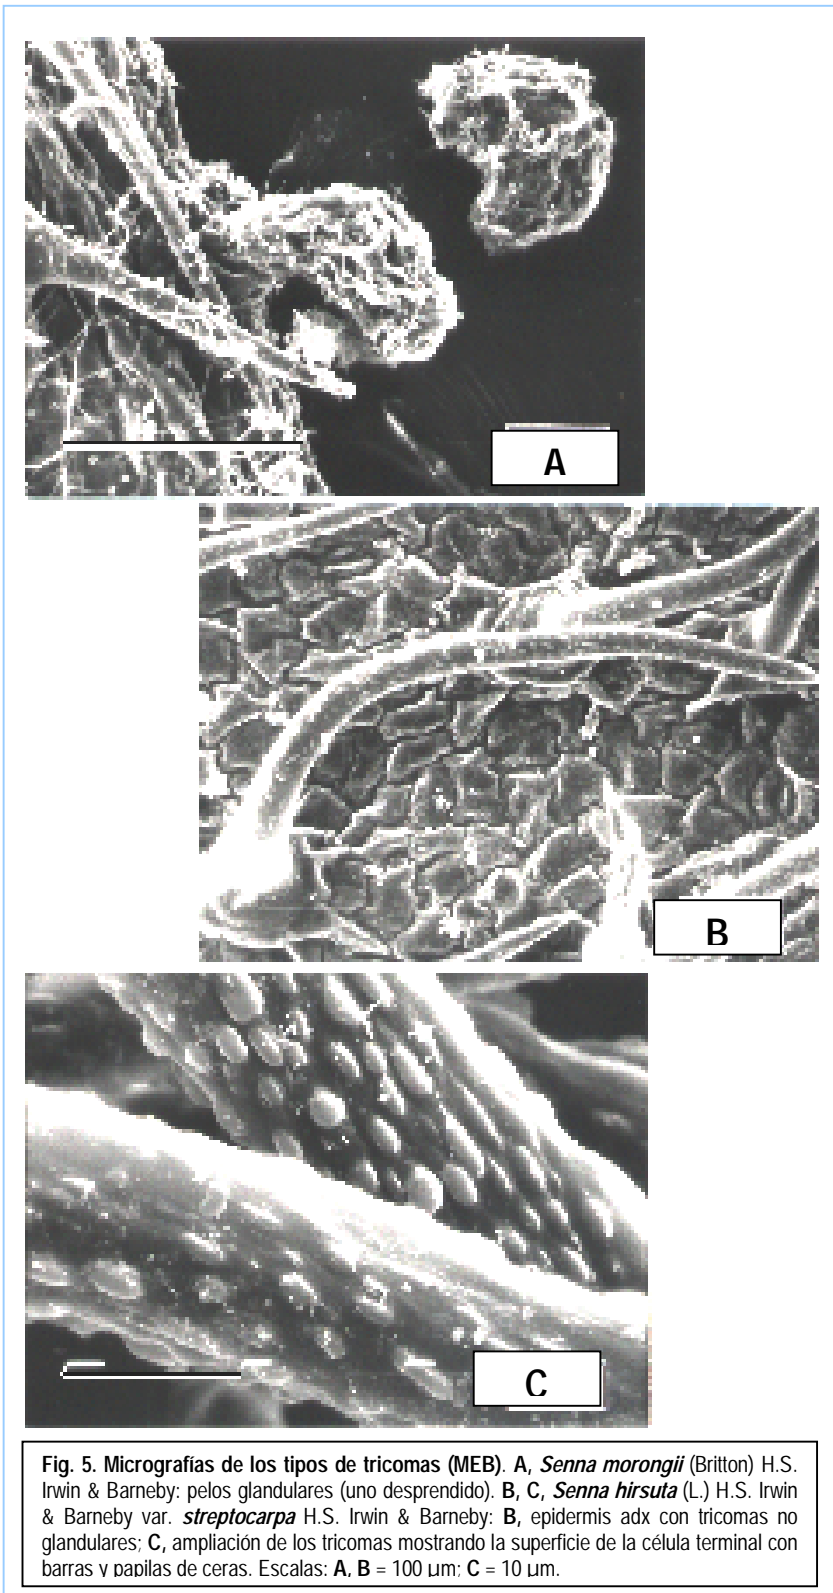 A
B
C
Fig. 5. Micrografías de los tipos de tricomas (MEB). A, Senna morongii (Britton) H.S.
Irwin & Barneby: pelos glandulares (uno desprendido). B, C, Senna hirsuta (L.) H.S. Irwin
& Barneby var. streptocarpa H.S. Irwin & Barneby: B, epidermis adx con tricomas no
glandulares; C, ampliación de los tricomas mostrando la superficie de la célula terminal con
barras y papilas de ceras. Escalas: A, B = 100 µm; C = 10 µm.